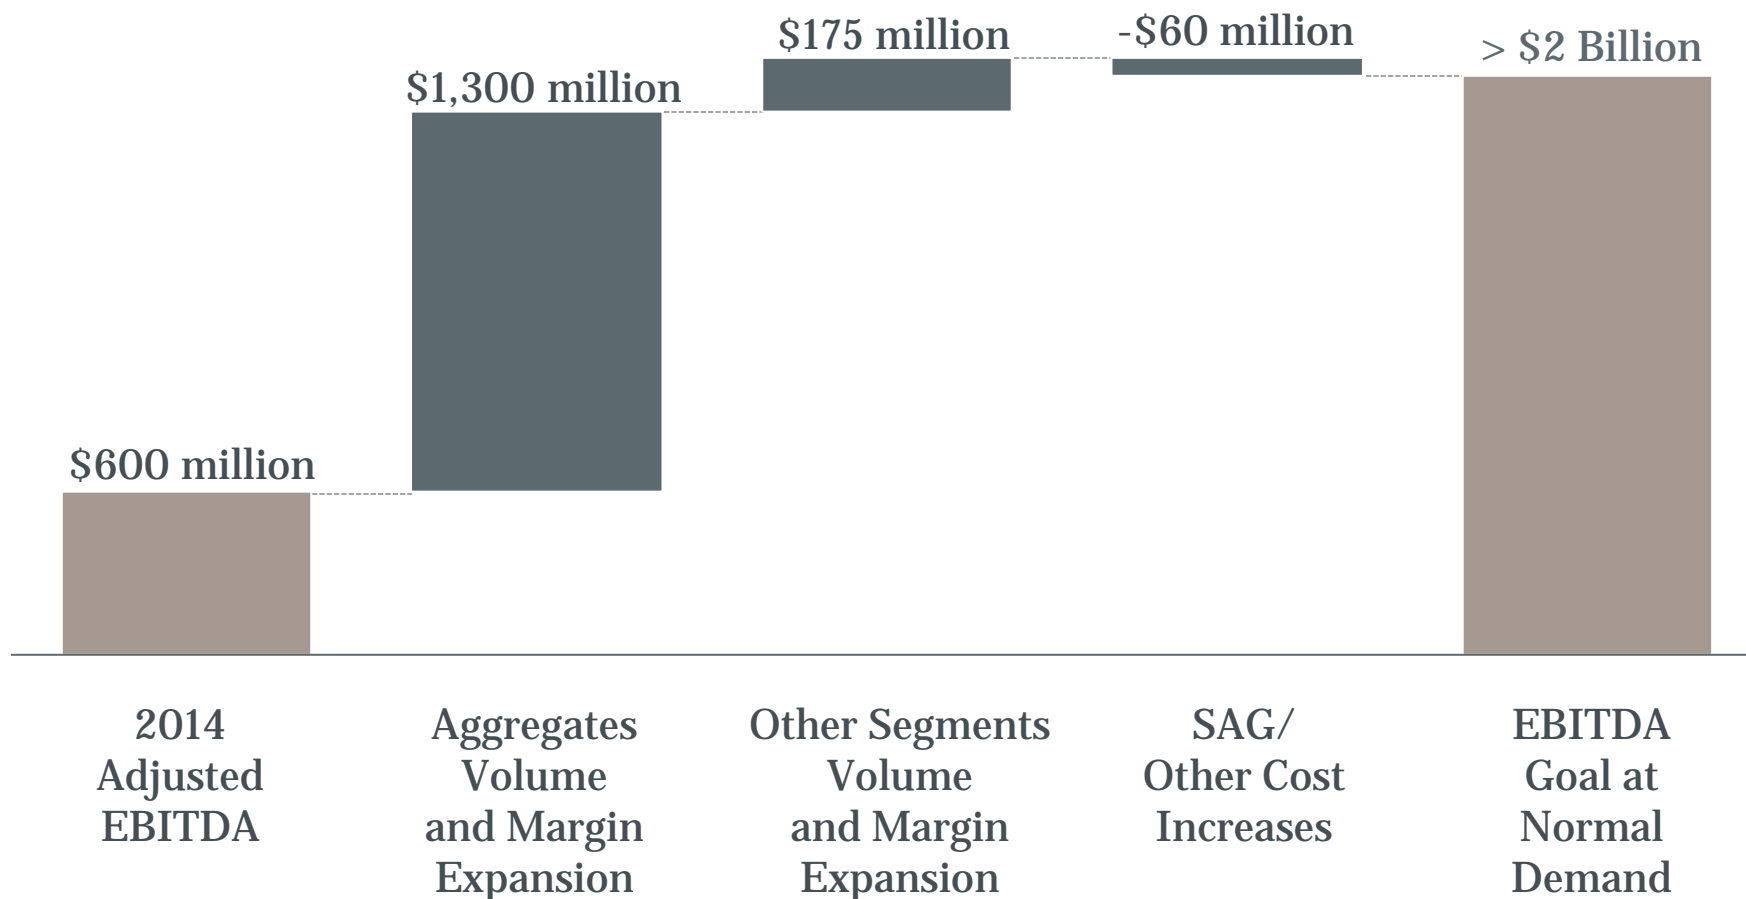 $175 million
-$60 million
> $2 Billion
$1,300 million
$600 million
2014
Adjusted
EBITDA
Aggregates
Volume
and Margin
Expansion
Other Segments
Volume
and Margin
Expansion
SAG/
Other Cost
Increases
EBITDA
Goal at
Normal
Demand